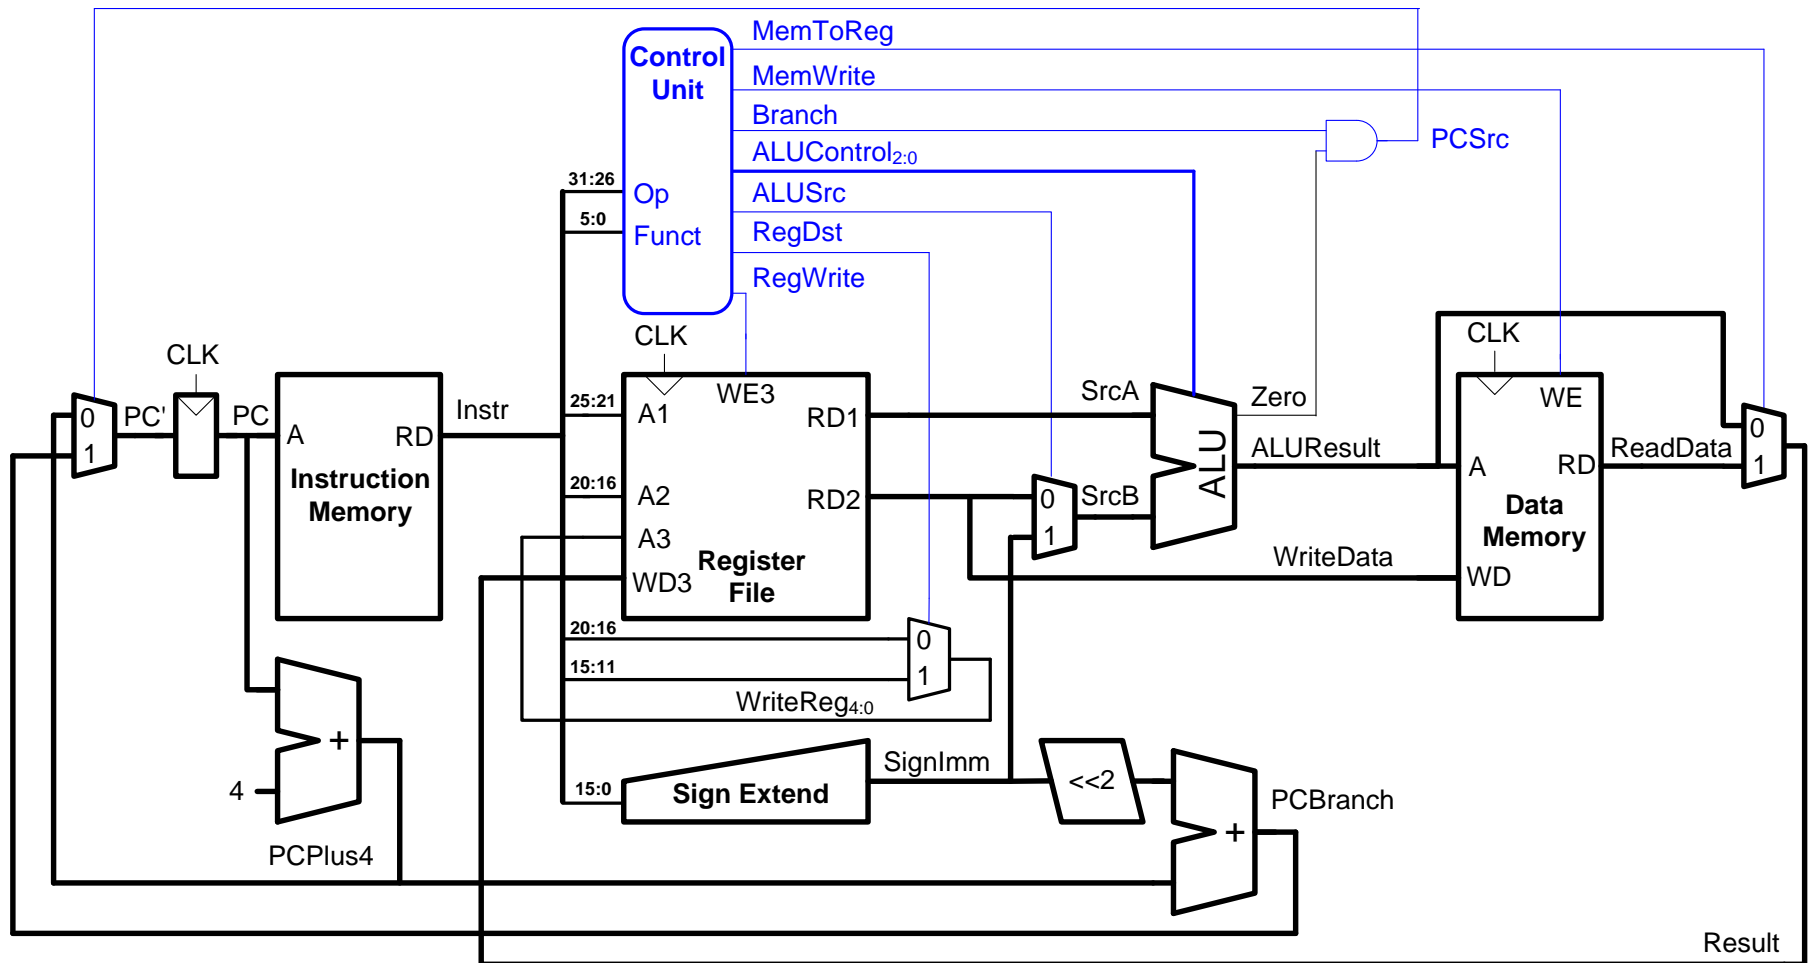 MemToReg
Control
Unit
MemWrite
Branch
PCSrc
ALUControl2:0
31:26
Op
ALUSrc
5:0
Funct
RegDst
RegWrite
CLK
CLK
CLK
0
1
PC'
PC
A
RD
Instruction
Memory
Instr
25:21
A1
WE3
RD1
SrcA
Zero
ALU
ALUResult
WE
A
RD
ReadData
0
1
20:16
A2
RD2
0
1
SrcB
Data
Memory
A3
Register
File
WD3
WriteData
WD
20:16
0
15:11
1
WriteReg4:0
+
4
PCPlus4
15:0
Sign Extend
SignImm
<<2
PCBranch
+
Result